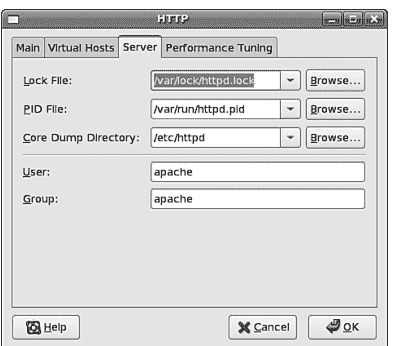 HTTP
Main Virtual Hosts Server Performance Tuning
Lock File: /var/lock/httpd.lock Browse...
PID File: /var/run/httpd.pid Browse...
Core Dump Directory: /etc/httpd Browse...
User: apache
Group: apache
Help Cancel OK